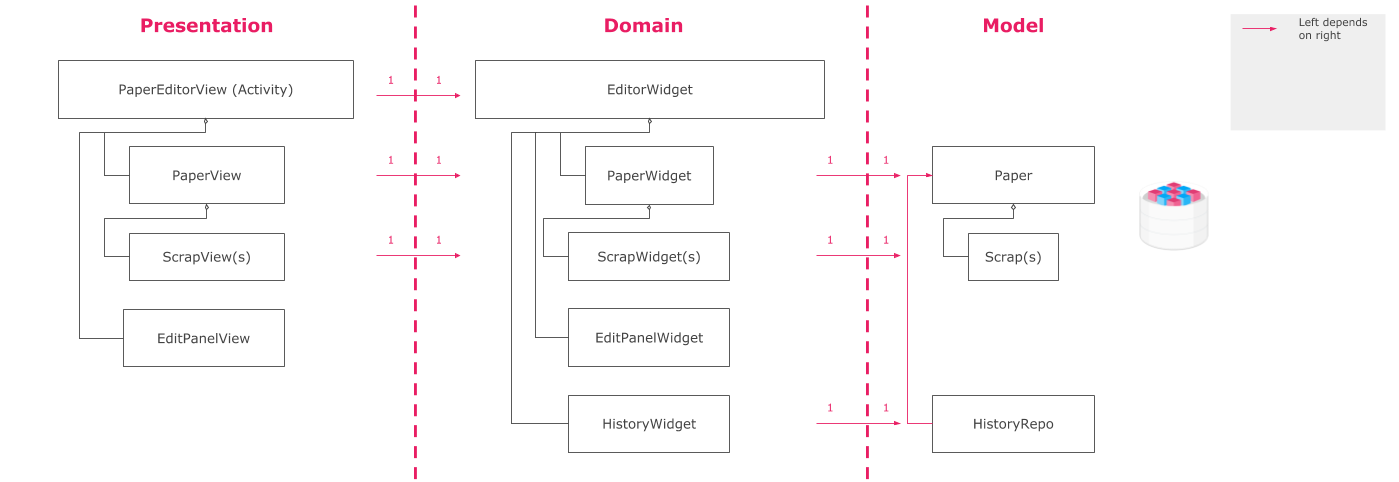 Presentation
Domain
Model
Left depends
on right
PaperEditorView (Activity)
1
1
EditorWidget
PaperView
1
1
PaperWidget
1
1
Paper
ScrapView(s)
1
1
ScrapWidget(s)
1
1
Scrap(s)
EditPanelView
EditPanelWidget
HistoryWidget
1
1
HistoryRepo